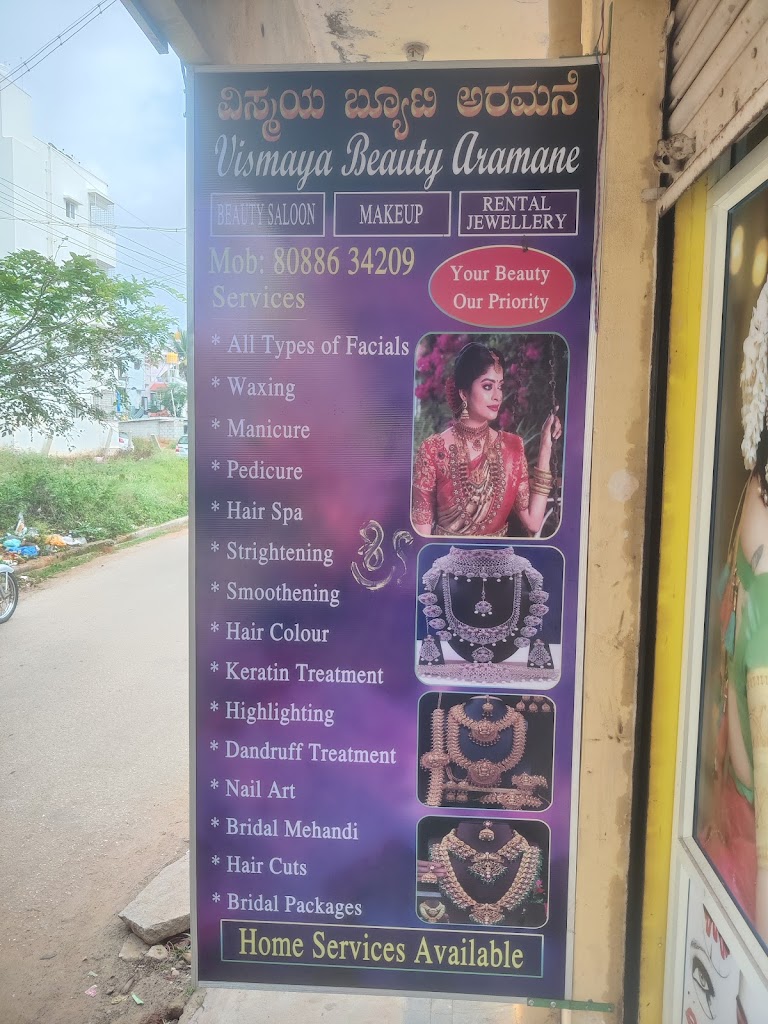 ವಿಸ್ಮಯ ಬ್ಯೂಟಿ ಅರಮನೆ
Vismaya Beauty Aramane
BEAUTY SALOON MAKEUP RENTAL JEWELLERY
Mob: 80886 34209
Your Beauty
Our Priority
Services
* All Types of Facials
* Waxing
* Manicure
* Pedicure
* Hair Spa
* Strightening
* Smoothening
* Hair Colour
* Keratin Treatment
* Highlighting
* Dandruff Treatment
* Nail Art
* Bridal Mehandi
* Hair Cuts
* Bridal Packages
Home Services Available
ಶ್ರೀ